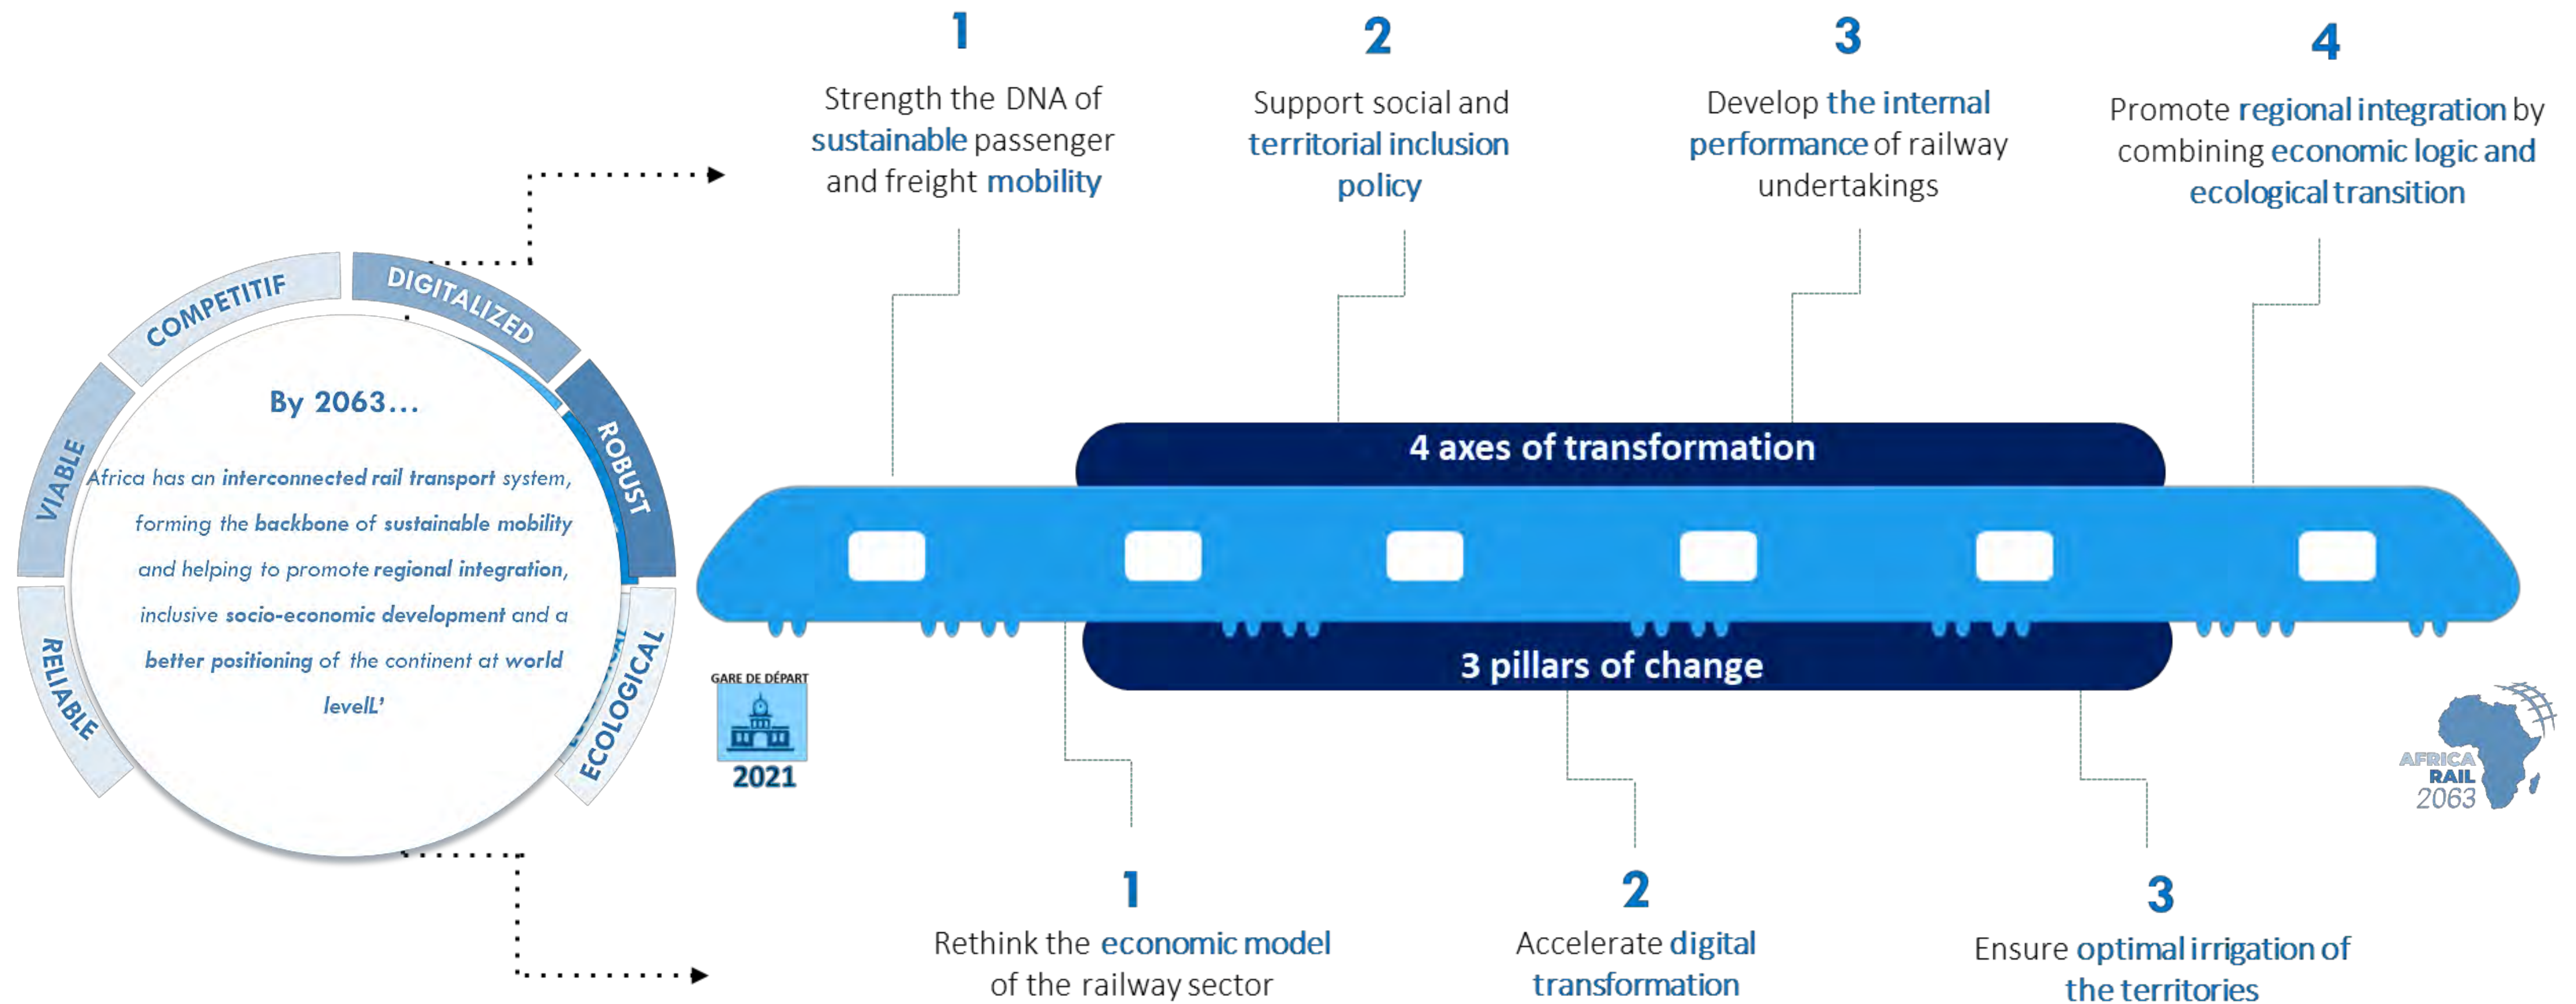 1
Strength the DNA of
sustainable passenger
and freight mobility
2
Support social and
territorial inclusion
policy
3
Develop the internal
performance of railway
undertakings
4
Promote regional integration by
combining economic logic and
ecological transition
COMPETITIF
DIGITALIZED
VIABLE
ROBUST
RELIABLE
ECOLOGICAL
By 2063...
Africa has an interconnected rail transport system,
forming the backbone of sustainable mobility
and helping to promote regional integration,
inclusive socio-economic development and a
better positioning of the continent at world
levelL'
4 axes of transformation
3 pillars of change
GARE DE DÉPART
2021
AFRICA
RAIL
2063
1
Rethink the economic model
of the railway sector
2
Accelerate digital
transformation
3
Ensure optimal irrigation of
the territories